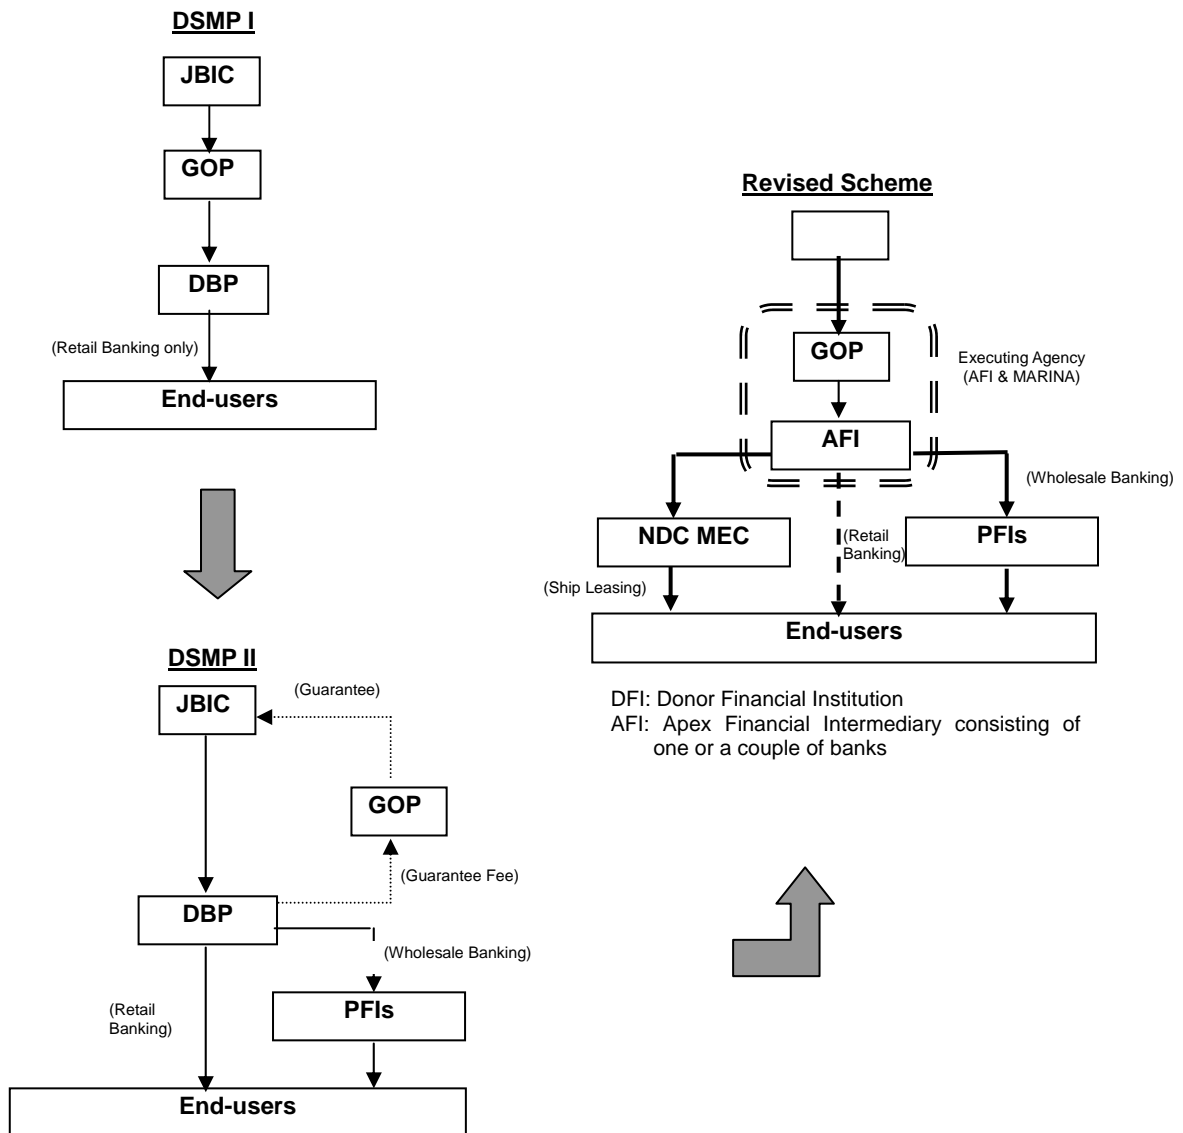 DSMP I
JBIC
GOP
DBP
(Retail Banking only)
End-users
DSMP II
JBIC
(Guarantee)
GOP
(Guarantee Fee)
DBP
(Wholesale Banking)
(Retail
Banking)
PFIs
End-users
Revised Scheme
GOP
Executing Agency
(AFI & MARINA)
AFI
(Wholesale Banking)
NDC MEC
(Retail
Banking)
PFIs
(Ship Leasing)
End-users
DFI: Donor Financial Institution
AFI: Apex Financial Intermediary consisting of
one or a couple of banks